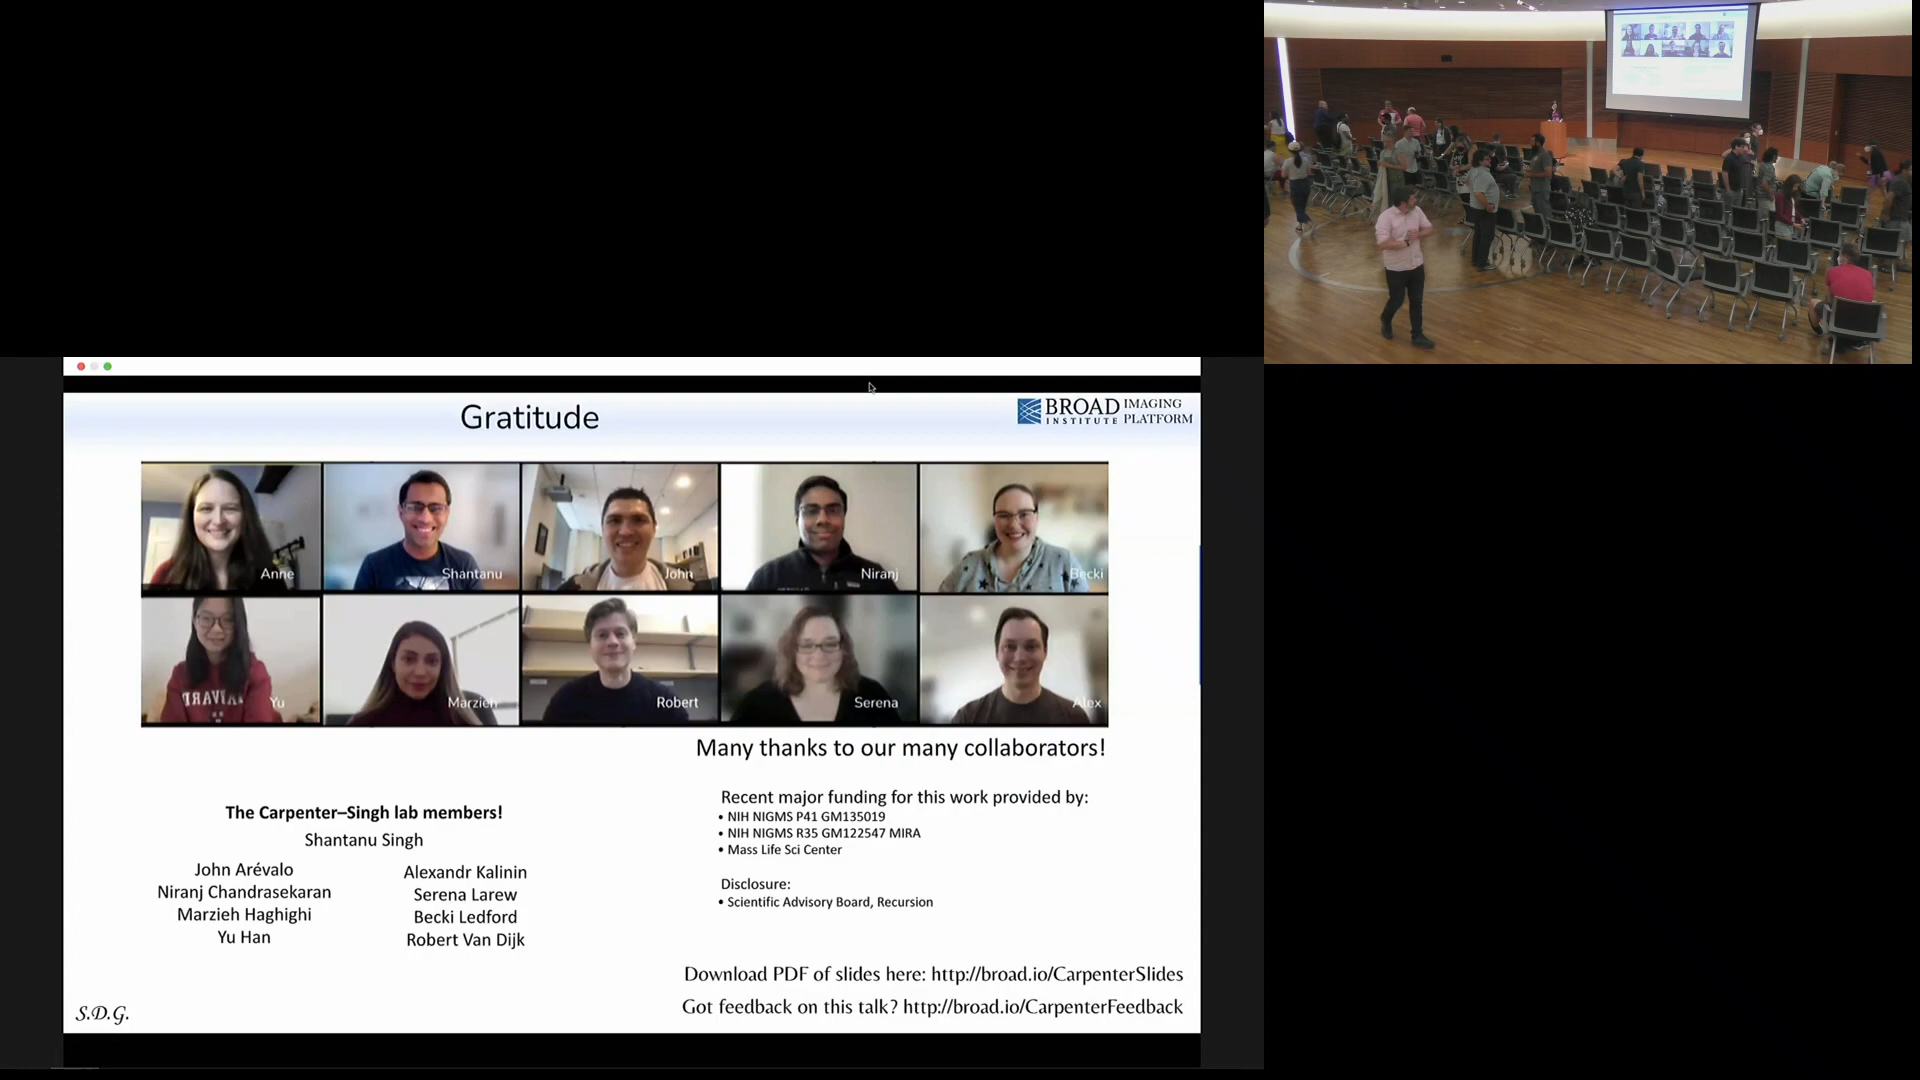 Gratitude
BROAD INSTITUTE IMAGING PLATFORM
Anne
Shantanu
John
Niranj
Becki
HARVARD
Yu
Marzieh
Robert
Serena
Alex
Many thanks to our many collaborators!
The Carpenter–Singh lab members!
Shantanu Singh
John Arévalo
Niranj Chandrasekaran
Marzieh Haghighi
Yu Han
Alexandr Kalinin
Serena Larew
Becki Ledford
Robert Van Dijk
Recent major funding for this work provided by:
• NIH NIGMS P41 GM135019
• NIH NIGMS R35 GM122547 MIRA
• Mass Life Sci Center
Disclosure:
• Scientific Advisory Board, Recursion
Download PDF of slides here: http://broad.io/CarpenterSlides
Got feedback on this talk? http://broad.io/CarpenterFeedback
S.D.G.